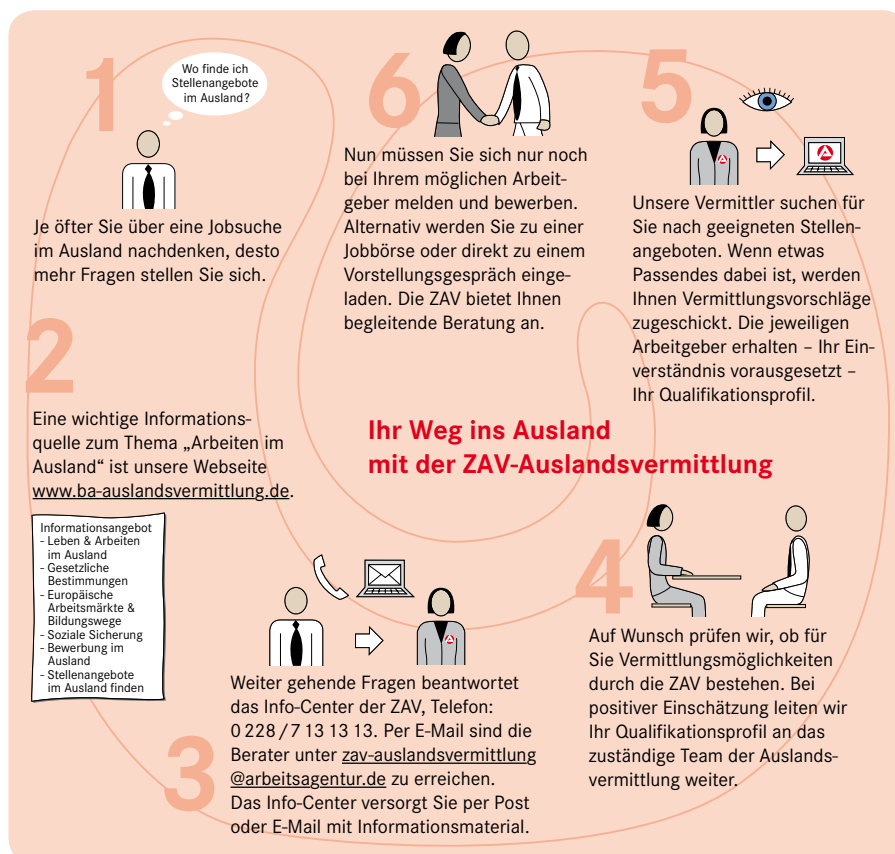 1
Wo finde ich
Stellenangebote
im Ausland?
Je öfter Sie über eine Jobsuche
im Ausland nachdenken, desto
mehr Fragen stellen Sie sich.
2
Eine wichtige Informations-
quelle zum Thema „Arbeiten im
Ausland“ ist unsere Webseite
www.ba-auslandsvermittlung.de.
Informationsangebot
- Leben & Arbeiten
im Ausland
- Gesetzliche
Bestimmungen
- Europäische
Arbeitsmärkte &
Bildungswege
- Soziale Sicherung
- Bewerbung im
Ausland
- Stellenangebote
im Ausland finden
Ihr Weg ins Ausland
mit der ZAV-Auslandsvermittlung
3
Weiter gehende Fragen beantwortet
das Info-Center der ZAV, Telefon:
0 228 / 7 13 13 13. Per E-Mail sind die
Berater unter zav-auslandsvermittlung
@arbeitsagentur.de zu erreichen.
Das Info-Center versorgt Sie per Post
oder E-Mail mit Informationsmaterial.
4
Auf Wunsch prüfen wir, ob für
Sie Vermittlungsmöglichkeiten
durch die ZAV bestehen. Bei
positiver Einschätzung leiten wir
Ihr Qualifikationsprofil an das
zuständige Team der Auslands-
vermittlung weiter.
5
Unsere Vermittler suchen für
Sie nach geeigneten Stellen-
angeboten. Wenn etwas
Passendes dabei ist, werden
Ihnen Vermittlungsvorschläge
zugeschickt. Die jeweiligen
Arbeitgeber erhalten – Ihr Ein-
verständnis vorausgesetzt –
Ihr Qualifikationsprofil.
6
Nun müssen Sie sich nur noch
bei Ihrem möglichen Arbeit-
geber melden und bewerben.
Alternativ werden Sie zu einer
Jobbörse oder direkt zu einem
Vorstellungsgespräch einge-
laden. Die ZAV bietet Ihnen
begleitende Beratung an.